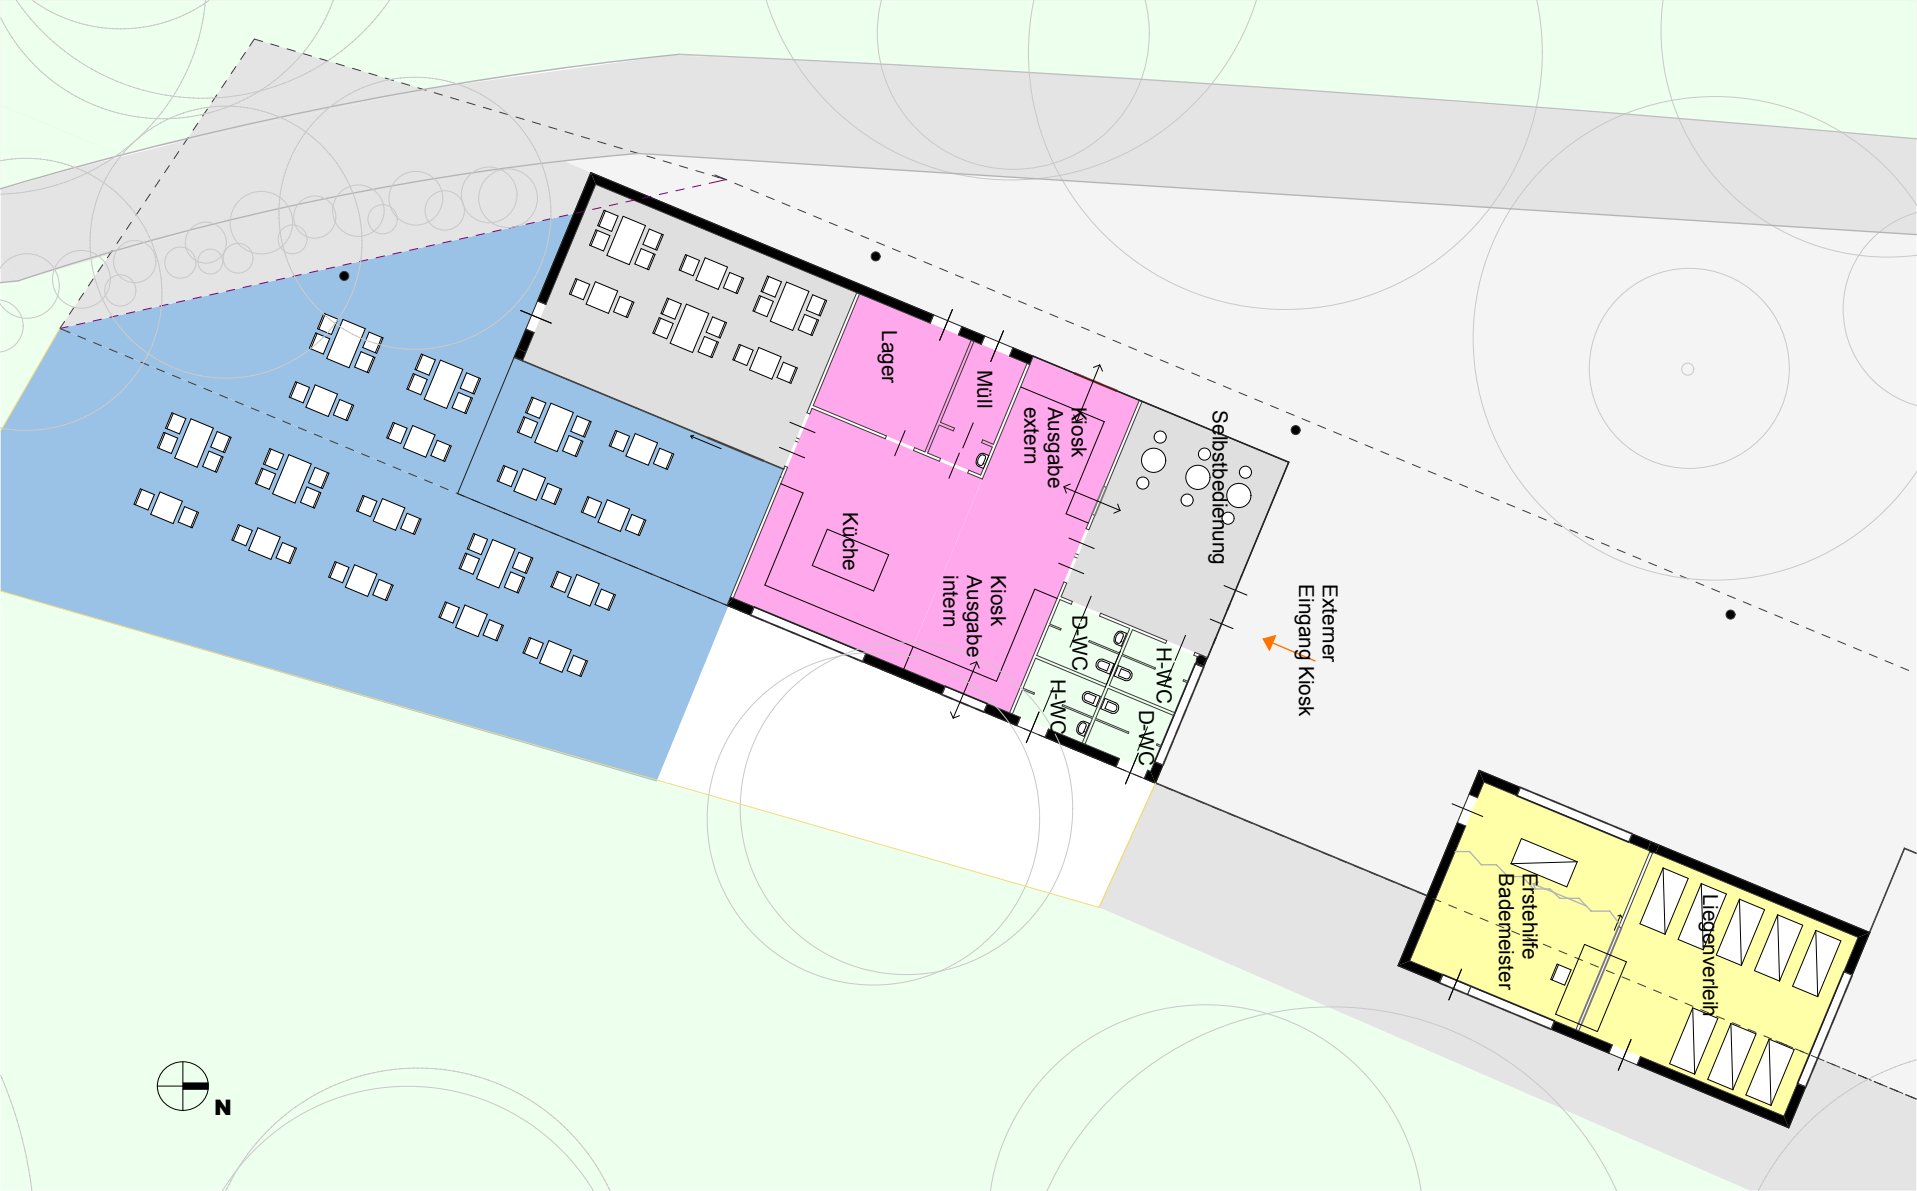 Lager
Müll
Kiosk
Ausgabe
extern
Selbstbedienung
Küche
Kiosk
Ausgabe
intern
D-WC
H-WC
H-WC
D-WC
Externer
Eingang Kiosk
Erstehilfe
Bademeister
Liegenverleih
N